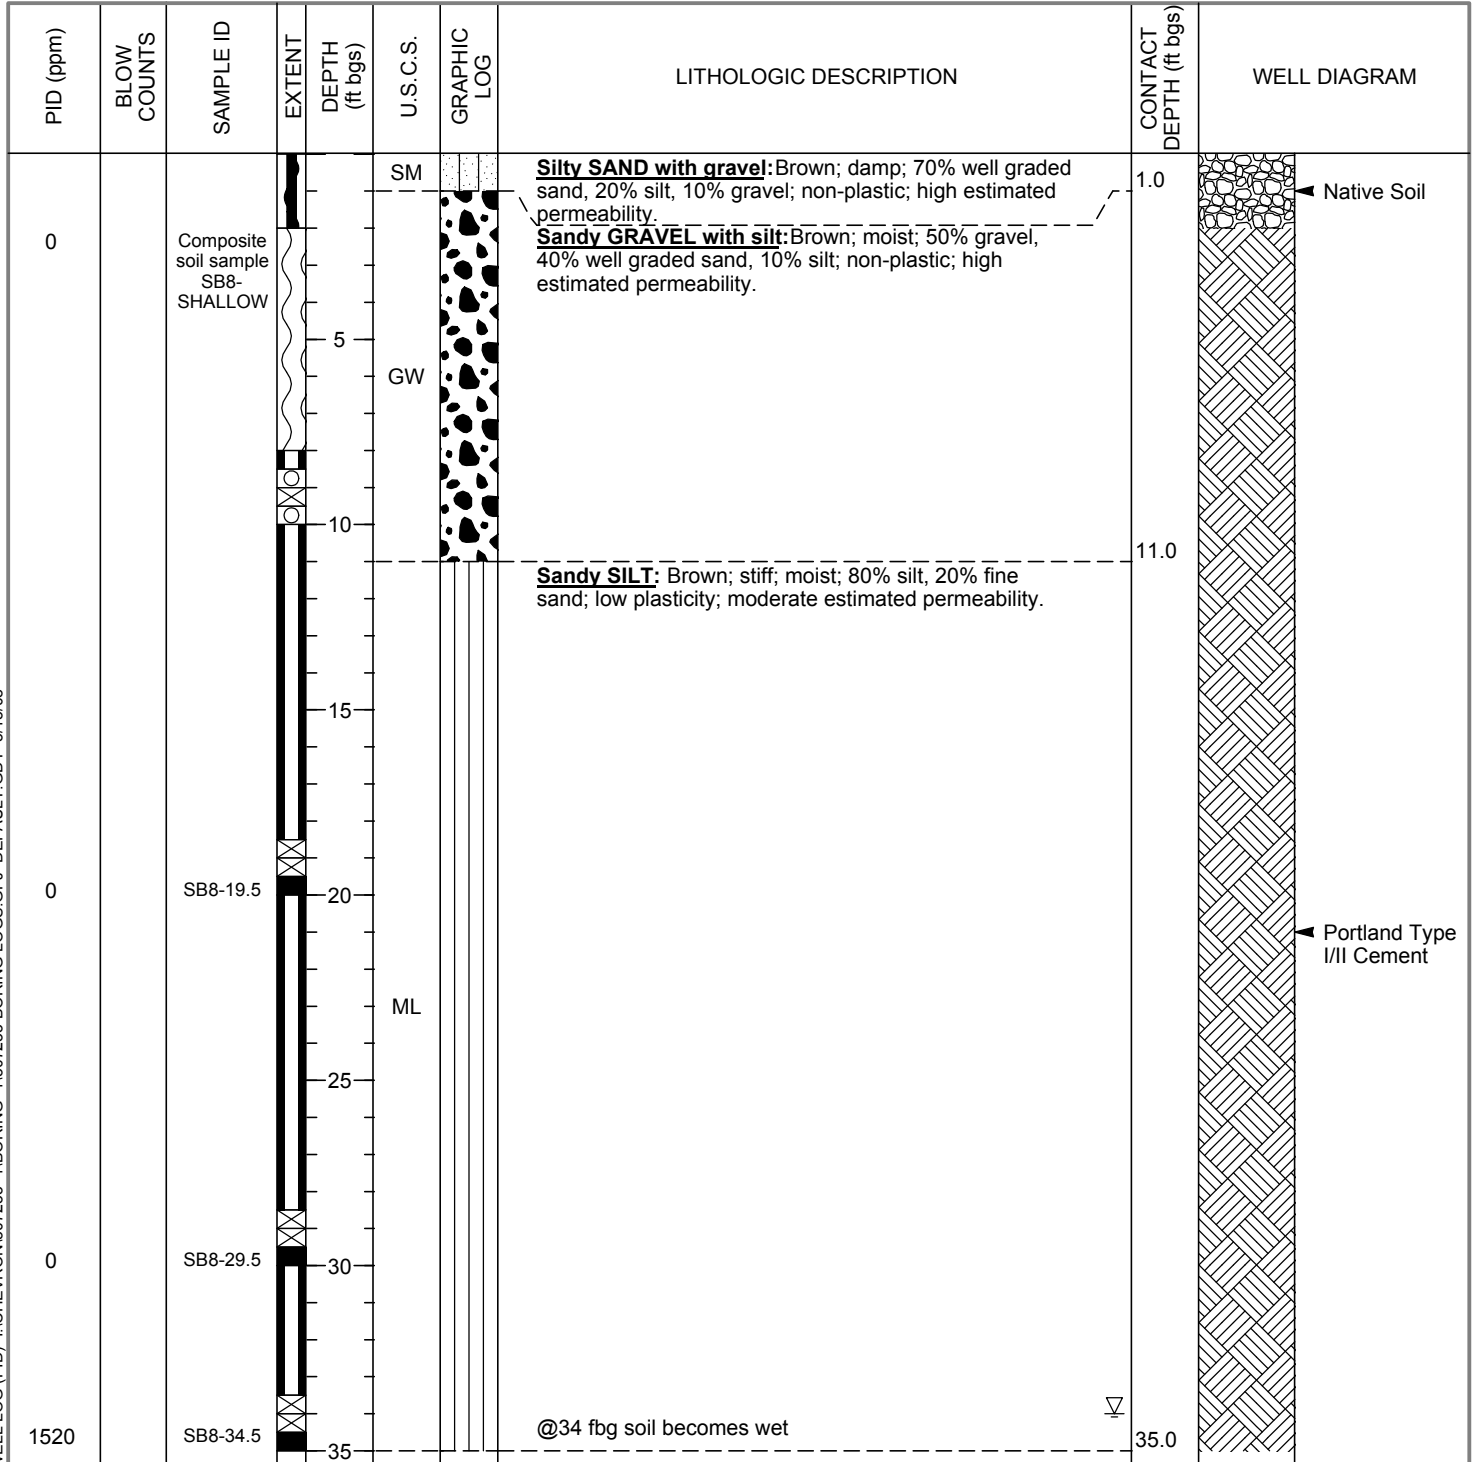 PID (ppm)
BLOW
COUNTS
SAMPLE ID
EXTENT
DEPTH
(ft bgs)
U.S.C.S.
GRAPHIC
LOG
LITHOLOGIC DESCRIPTION
CONTACT
DEPTH (ft bgs)
WELL DIAGRAM
SM
Silty SAND with gravel: Brown; damp; 70% well graded
sand, 20% silt, 10% gravel; non-plastic; high estimated
permeability.
1.0
Native Soil
0
Composite
soil sample
SB8-
SHALLOW
Sandy GRAVEL with silt: Brown; moist; 50% gravel,
40% well graded sand, 10% silt; non-plastic; high
estimated permeability.
5
GW
10
11.0
Sandy SILT: Brown; stiff; moist; 80% silt, 20% fine
sand; low plasticity; moderate estimated permeability.
15
0
SB8-19.5
20
Portland Type
I/II Cement
ML
25
0
SB8-29.5
30
@34 fbg soil becomes wet
1520
SB8-34.5
35
35.0